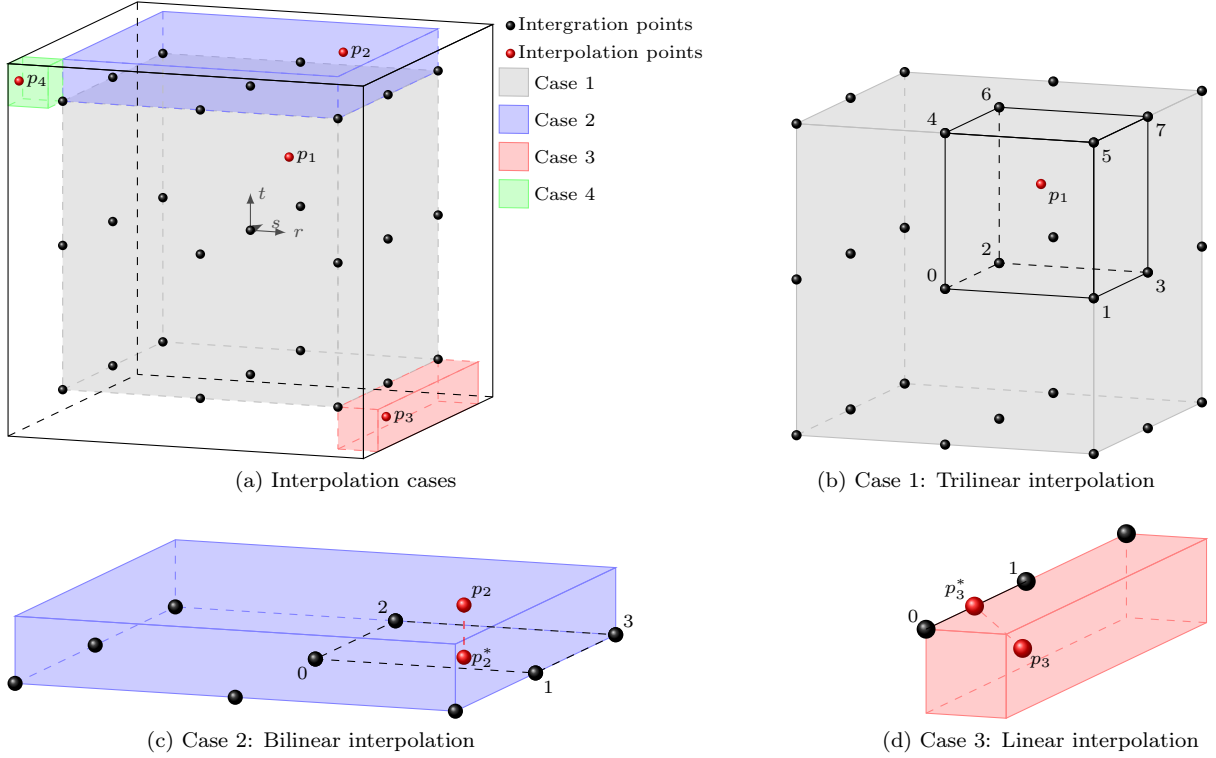 Intergration points
Interpolation points
Case 1
Case 2
Case 3
Case 4
p2
p4
p1
t
s
r
p3
(a) Interpolation cases
6
7
4
5
p1
2
0
3
1
(b) Case 1: Trilinear interpolation
p2
2
3
p2*
0
1
(c) Case 2: Bilinear interpolation
1
p3*
0
p3
(d) Case 3: Linear interpolation